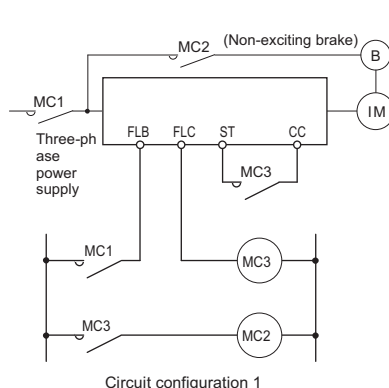 MC2
(Non-exciting brake)
B
MC1
IM
Three-ph
ase
power
supply
FLB
FLC
ST
CC
MC3
MC1
MC3
MC3
MC2
Circuit configuration 1